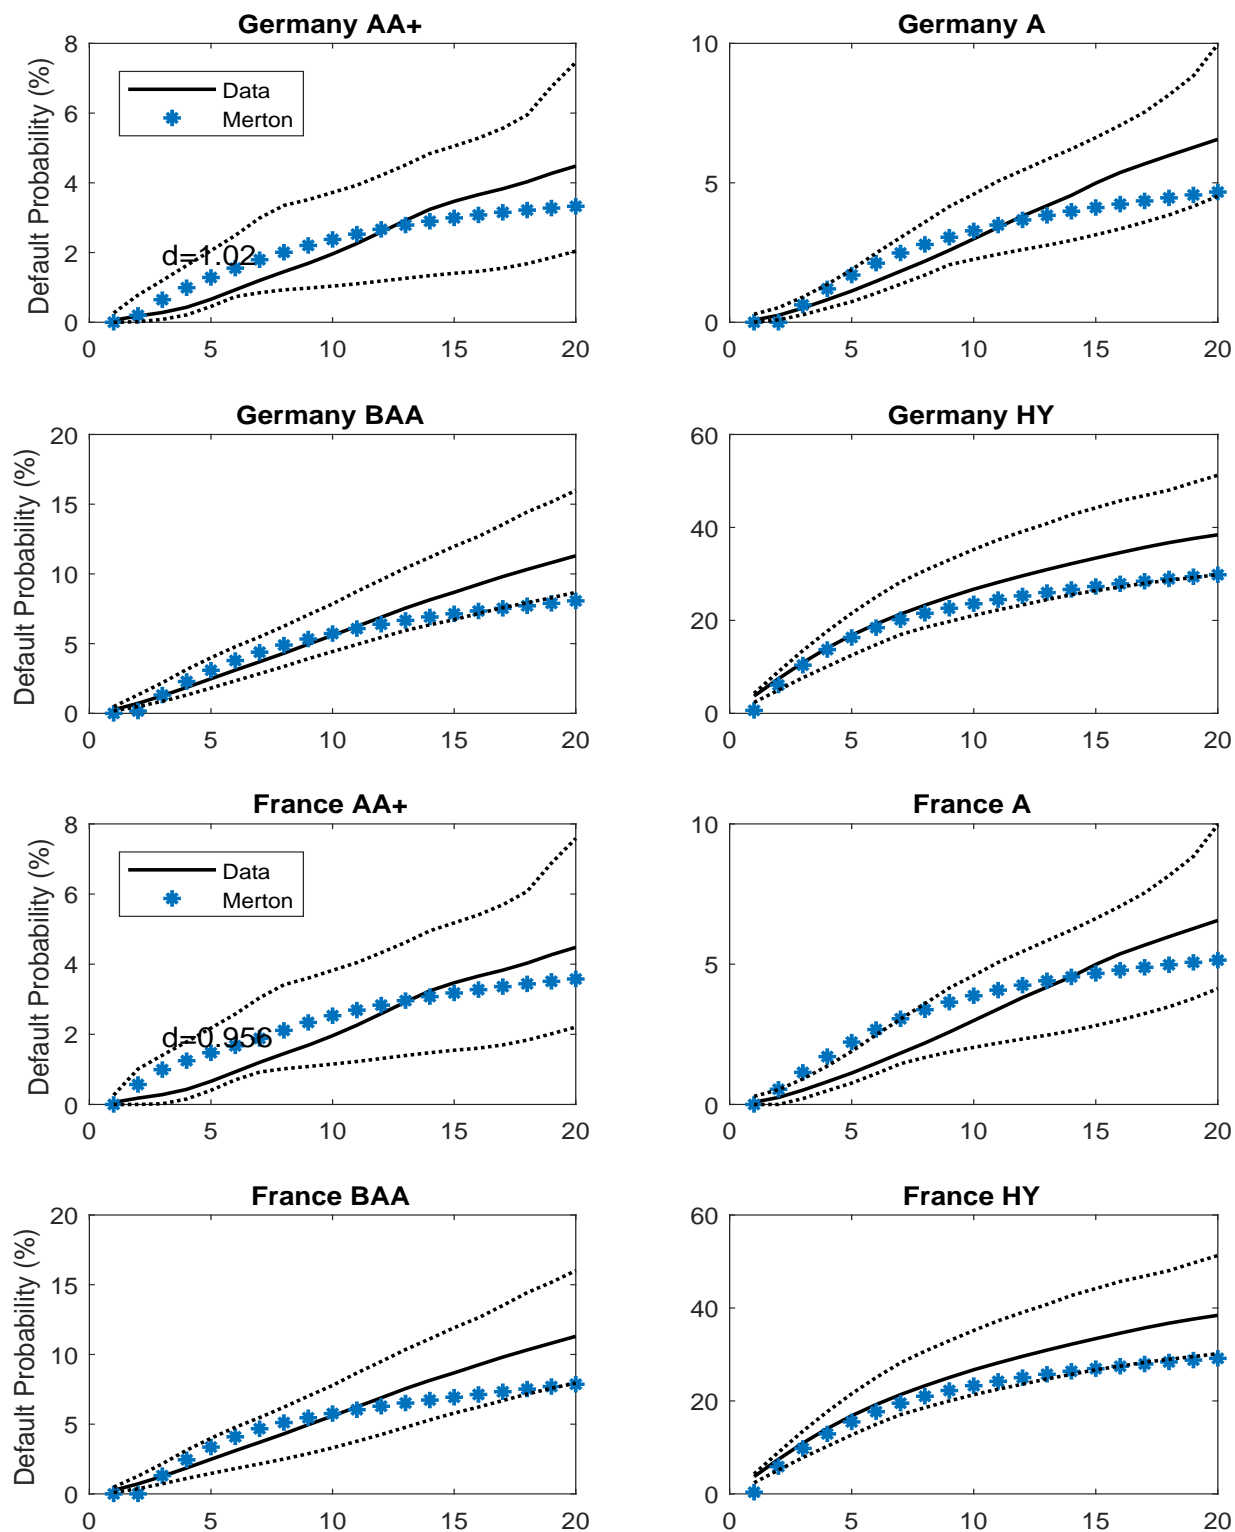 Germany AA+
Germany A
Default Probability (%)
8
6
4
2
0
Data
Merton
d=1.02
0 5 10 15 20
10
5
0
0 5 10 15 20
Germany BAA
Germany HY
Default Probability (%)
20
15
10
5
0
0 5 10 15 20
60
40
20
0
0 5 10 15 20
France AA+
France A
Default Probability (%)
8
6
4
2
0
Data
Merton
d=0.956
0 5 10 15 20
10
5
0
0 5 10 15 20
France BAA
France HY
Default Probability (%)
20
15
10
5
0
0 5 10 15 20
60
40
20
0
0 5 10 15 20